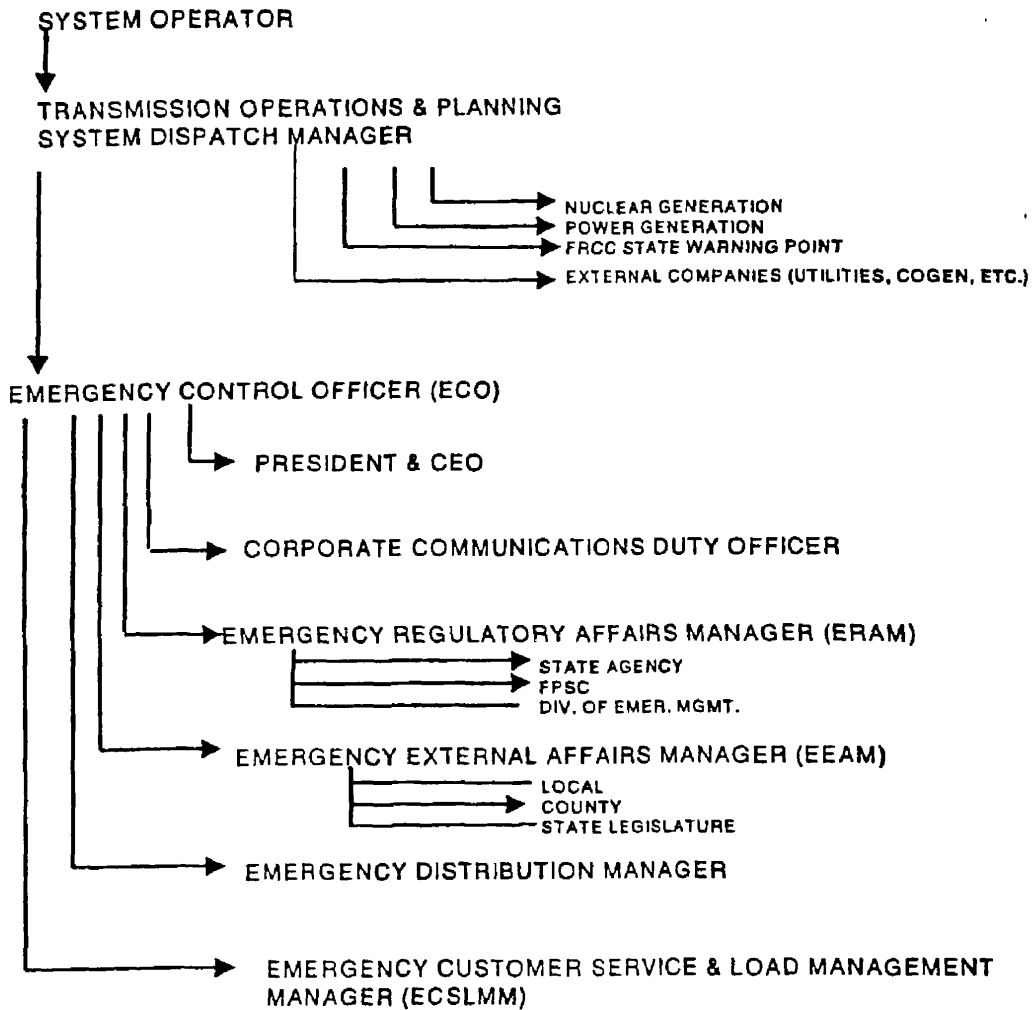 SYSTEM OPERATOR
TRANSMISSION OPERATIONS & PLANNING
SYSTEM DISPATCH MANAGER
NUCLEAR GENERATION
POWER GENERATION
FRCC STATE WARNING POINT
EXTERNAL COMPANIES (UTILITIES, COGEN, ETC.)
EMERGENCY CONTROL OFFICER (ECO)
PRESIDENT & CEO
CORPORATE COMMUNICATIONS DUTY OFFICER
EMERGENCY REGULATORY AFFAIRS MANAGER (ERAM)
STATE AGENCY
FPSC
DIV. OF EMER. MGMT.
EMERGENCY EXTERNAL AFFAIRS MANAGER (EEAM)
LOCAL
COUNTY
STATE LEGISLATURE
EMERGENCY DISTRIBUTION MANAGER
EMERGENCY CUSTOMER SERVICE & LOAD MANAGEMENT
MANAGER (ECSLMM)